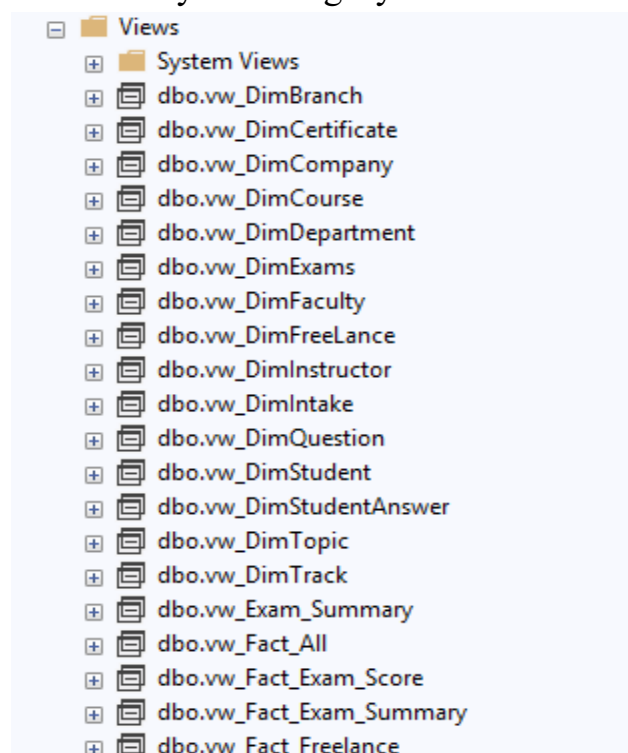 Views
System Views
dbo.vw_DimBranch
dbo.vw_DimCertificate
dbo.vw_DimCompany
dbo.vw_DimCourse
dbo.vw_DimDepartment
dbo.vw_DimExams
dbo.vw_DimFaculty
dbo.vw_DimFreeLance
dbo.vw_DimInstructor
dbo.vw_DimIntake
dbo.vw_DimQuestion
dbo.vw_DimStudent
dbo.vw_DimStudentAnswer
dbo.vw_DimTopic
dbo.vw_DimTrack
dbo.vw_Exam_Summary
dbo.vw_Fact_All
dbo.vw_Fact_Exam_Score
dbo.vw_Fact_Exam_Summary
dbo.vw_Fact_Freelance